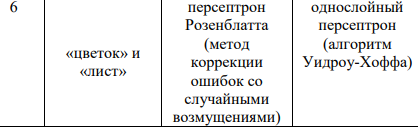 6
«цветок» и
«лист»
персептрон
Розенблатта
(метод
коррекции
ошибок со
случайными
возмущениями)
однослойный
персептрон
(алгоритм
Уидроу-Хоффа)